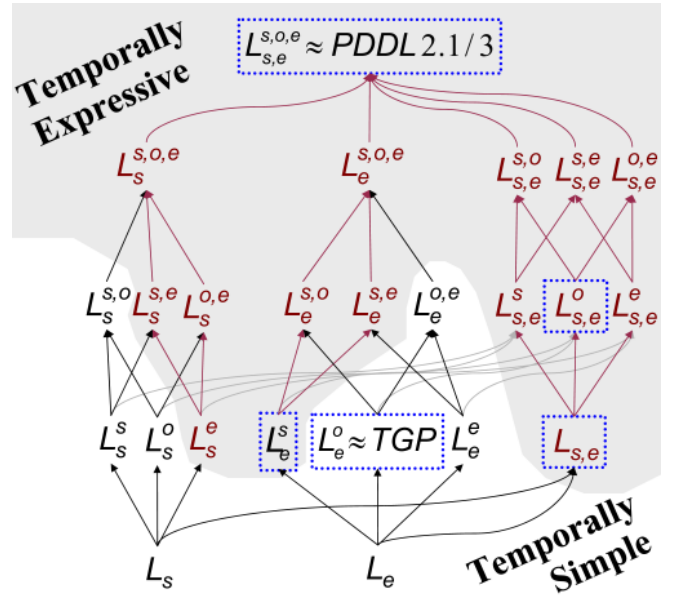 Temporally
Expressive
L_{s,e}^{s,o,e} ≈ PDDL 2.1/3
L_s^{s,o,e} L_e^{s,o,e} L_{s,e}^{s,o} L_{s,e}^{s,e} L_{s,e}^{o,e}
L_s^{s,o} L_s^{s,e} L_s^{o,e} L_e^{s,o} L_e^{s,e} L_e^{o,e} L_{s,e}^{s} L_{s,e}^{o} L_{s,e}^{e}
L_s^s L_s^o L_s^e L_e^s L_e^o ≈ TGP L_e^e L_{s,e}
L_s L_e
Temporally
Simple